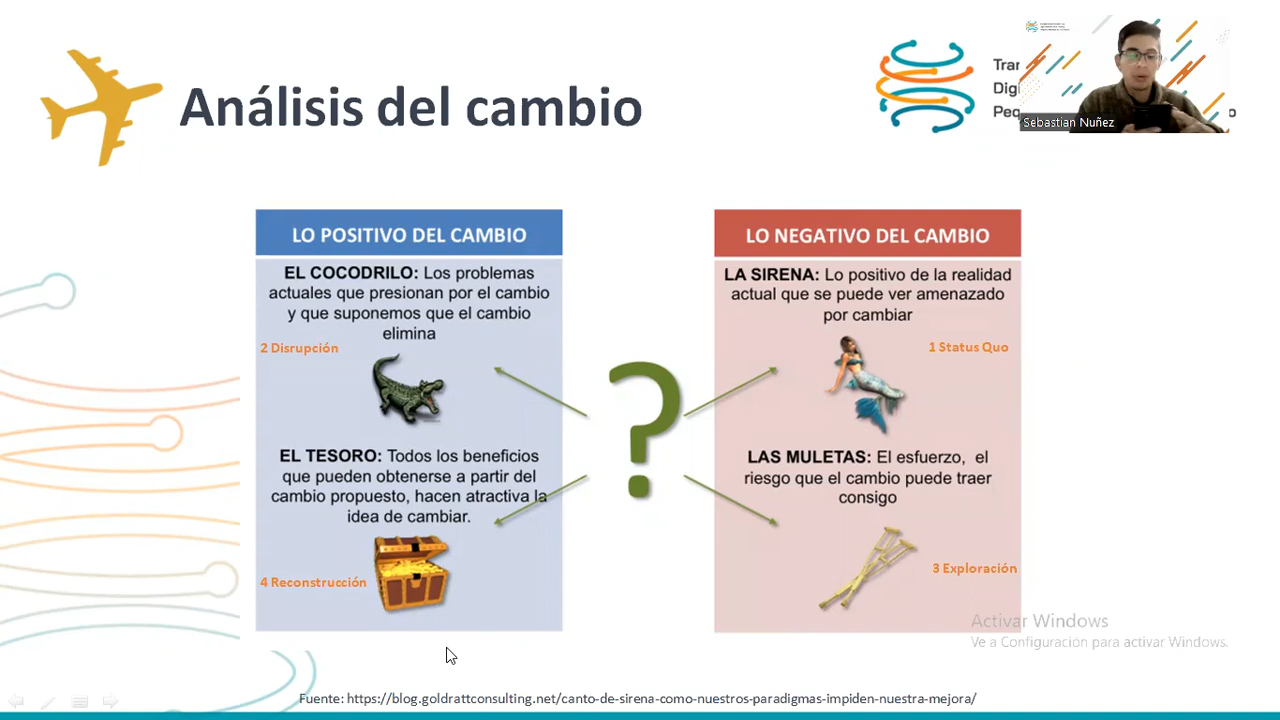 Análisis del cambio
Sebastian Nuñez
LO POSITIVO DEL CAMBIO
EL COCODRILO: Los problemas
actuales que presionan por el cambio
y que suponemos que el cambio
elimina
2 Disrupción
EL TESORO: Todos los beneficios
que pueden obtenerse a partir del
cambio propuesto, hacen atractiva la
idea de cambiar.
4 Reconstrucción
?
LO NEGATIVO DEL CAMBIO
LA SIRENA: Lo positivo de la realidad
actual que se puede ver amenazado
por cambiar
1 Status Quo
LAS MULETAS: El esfuerzo, el
riesgo que el cambio puede traer
consigo
3 Exploración
Activar Windows
Ve a Configuración para activar Windows.
Fuente: https://blog.goldrattconsulting.net/canto-de-sirena-como-nuestros-paradigmas-impiden-nuestra-mejora/